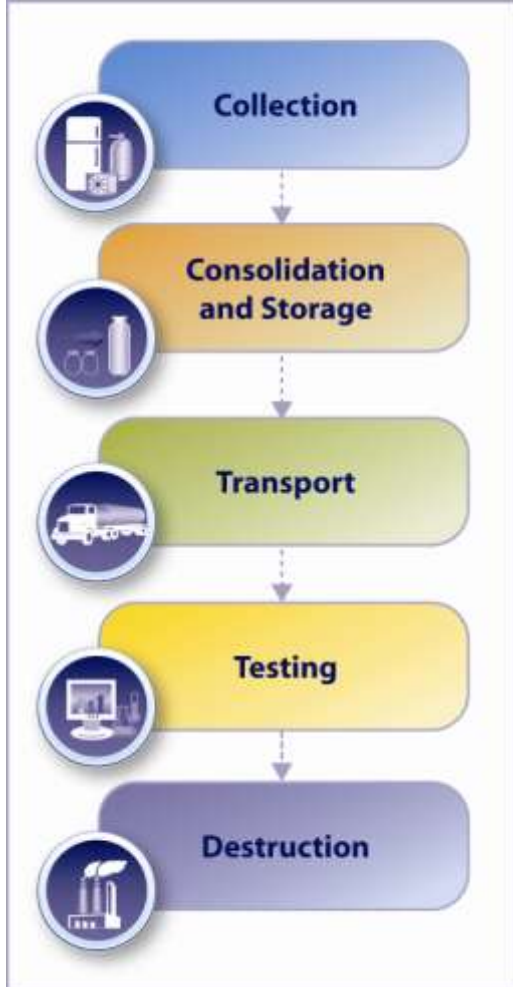 Collection
Consolidation
and Storage
Transport
Testing
Destruction